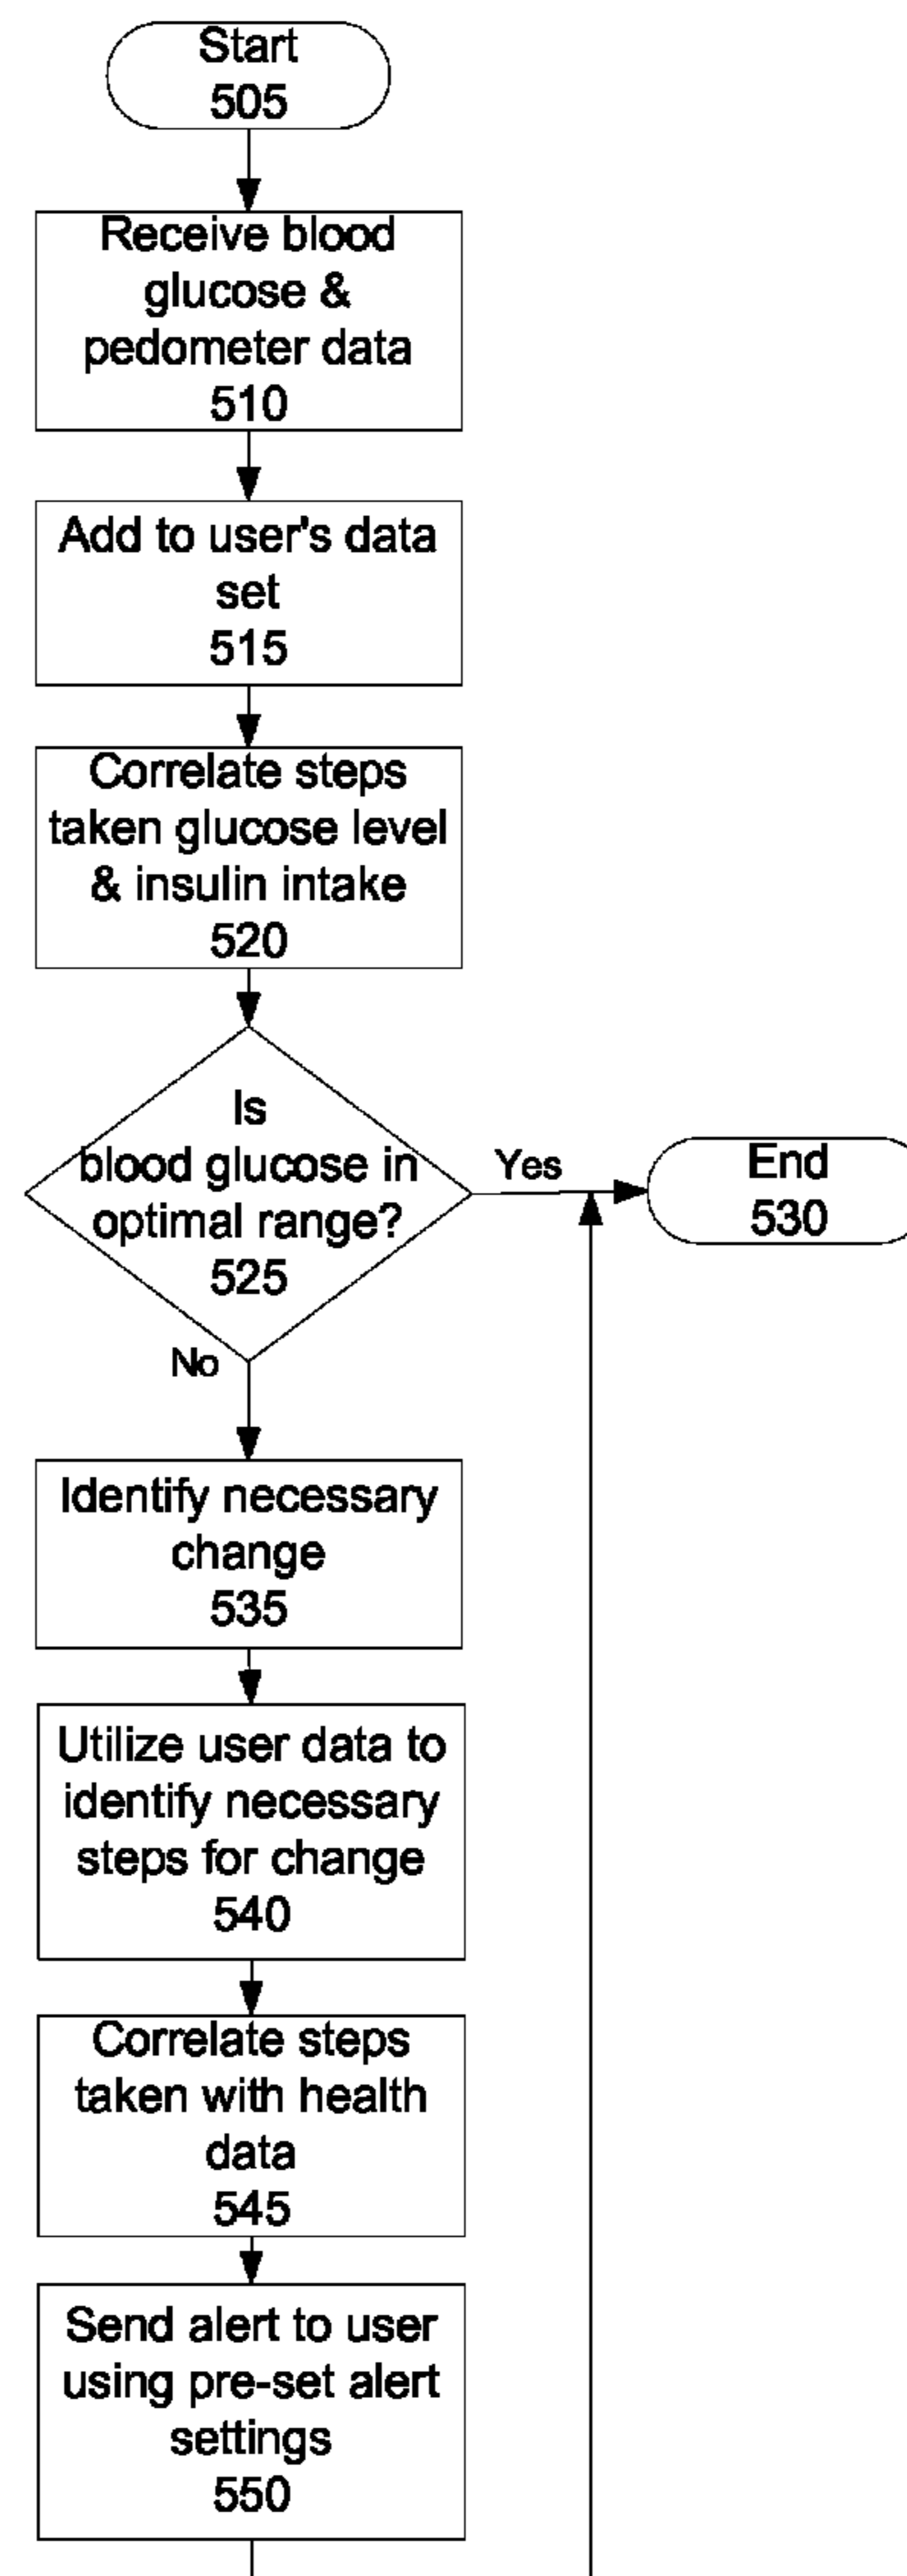 Start
505
Receive blood
glucose &
pedometer data
510
Add to user's data
set
515
Correlate steps
taken glucose level
& insulin intake
520
Is
blood glucose in
optimal range?
525
Yes
End
530
No
Identify necessary
change
535
Utilize user data to
identify necessary
steps for change
540
Correlate steps
taken with health
data
545
Send alert to user
using pre-set alert
settings
550